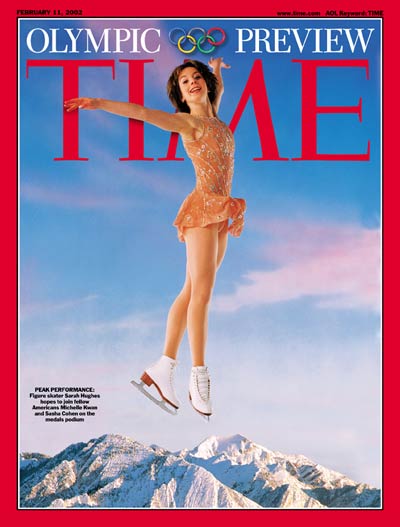 FEBRUARY 11, 2002
www.time.com AOL Keyword: TIME
OLYMPIC PREVIEW
TIME
PEAK PERFORMANCE:
Figure skater Sarah Hughes
hopes to join fellow
Americans Michelle Kwan
and Sasha Cohen on the
medals podium